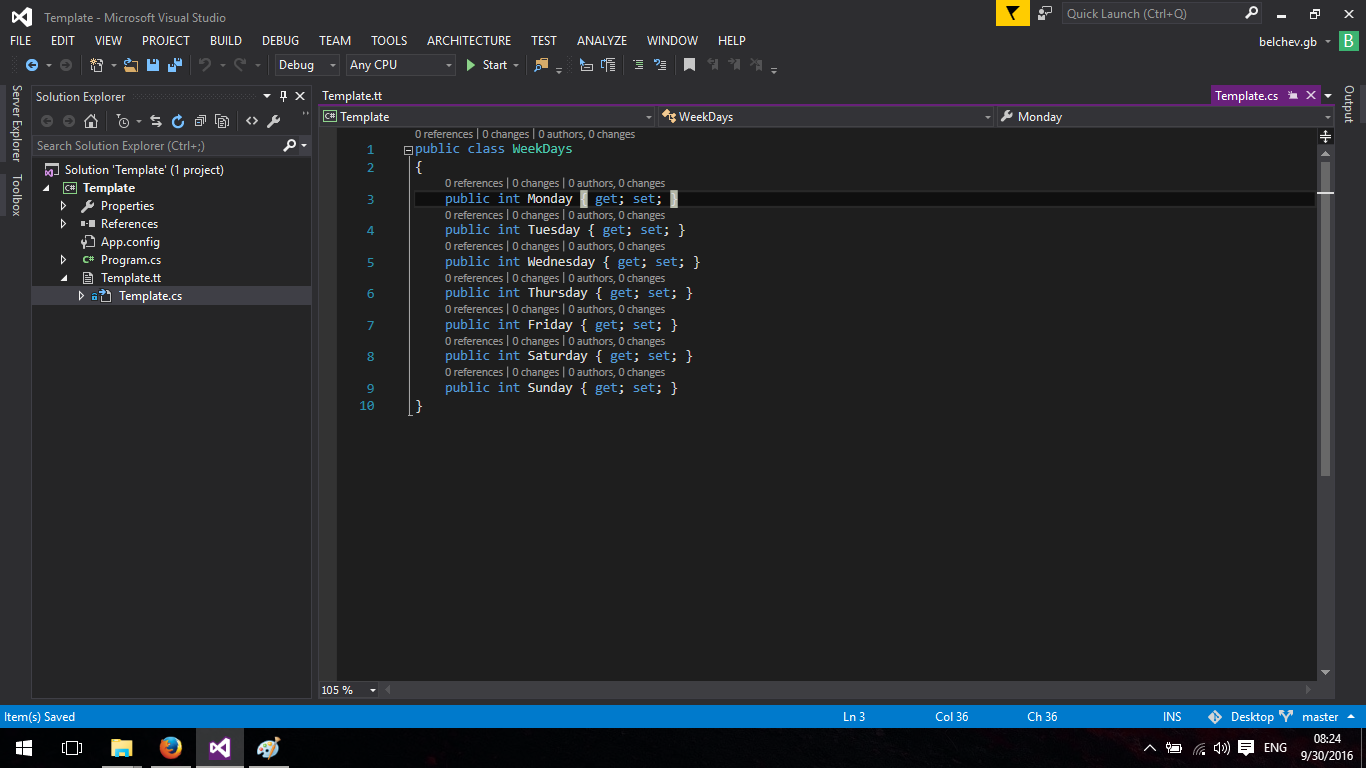 Template - Microsoft Visual Studio
Quick Launch (Ctrl+Q)
FILE EDIT VIEW PROJECT BUILD DEBUG TEAM TOOLS ARCHITECTURE TEST ANALYZE WINDOW HELP
belchev.gb B
Debug Any CPU Start
Server Explorer
Toolbox
Solution Explorer
Search Solution Explorer (Ctrl+;)
Solution 'Template' (1 project)
C# Template
Properties
References
App.config
C# Program.cs
Template.tt
Template.cs
Template.tt Template.cs
C# Template WeekDays Monday
0 references | 0 changes | 0 authors, 0 changes
1 public class WeekDays
2 {
0 references | 0 changes | 0 authors, 0 changes
3 public int Monday { get; set; }
0 references | 0 changes | 0 authors, 0 changes
4 public int Tuesday { get; set; }
0 references | 0 changes | 0 authors, 0 changes
5 public int Wednesday { get; set; }
0 references | 0 changes | 0 authors, 0 changes
6 public int Thursday { get; set; }
0 references | 0 changes | 0 authors, 0 changes
7 public int Friday { get; set; }
0 references | 0 changes | 0 authors, 0 changes
8 public int Saturday { get; set; }
0 references | 0 changes | 0 authors, 0 changes
9 public int Sunday { get; set; }
10 }
105 %
Output
Item(s) Saved Ln 3 Col 36 Ch 36 INS Desktop master
ENG
08:24
9/30/2016